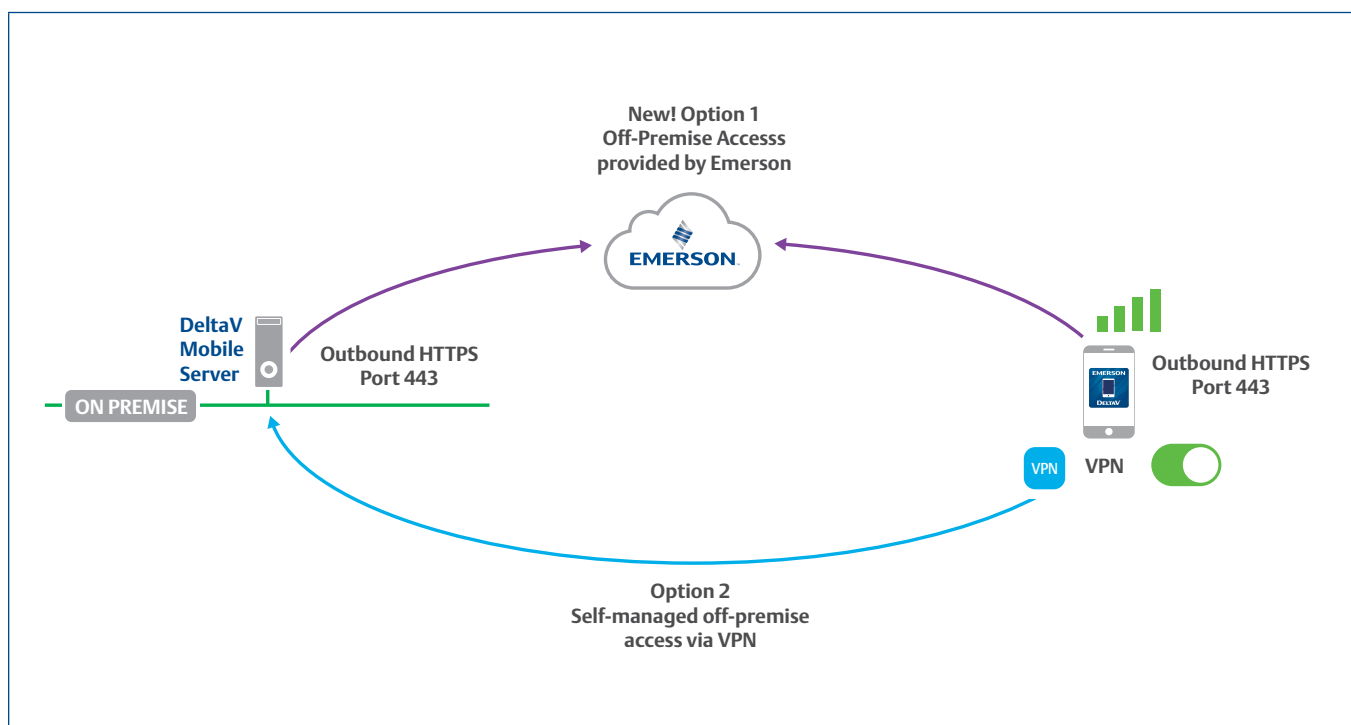 New! Option 1
Off-Premise Accesss
provided by Emerson
EMERSON™
DeltaV
Mobile
Server
Outbound HTTPS
Port 443
ON PREMISE
EMERSON
DELTAV
Outbound HTTPS
Port 443
VPN
VPN
Option 2
Self-managed off-premise
access via VPN